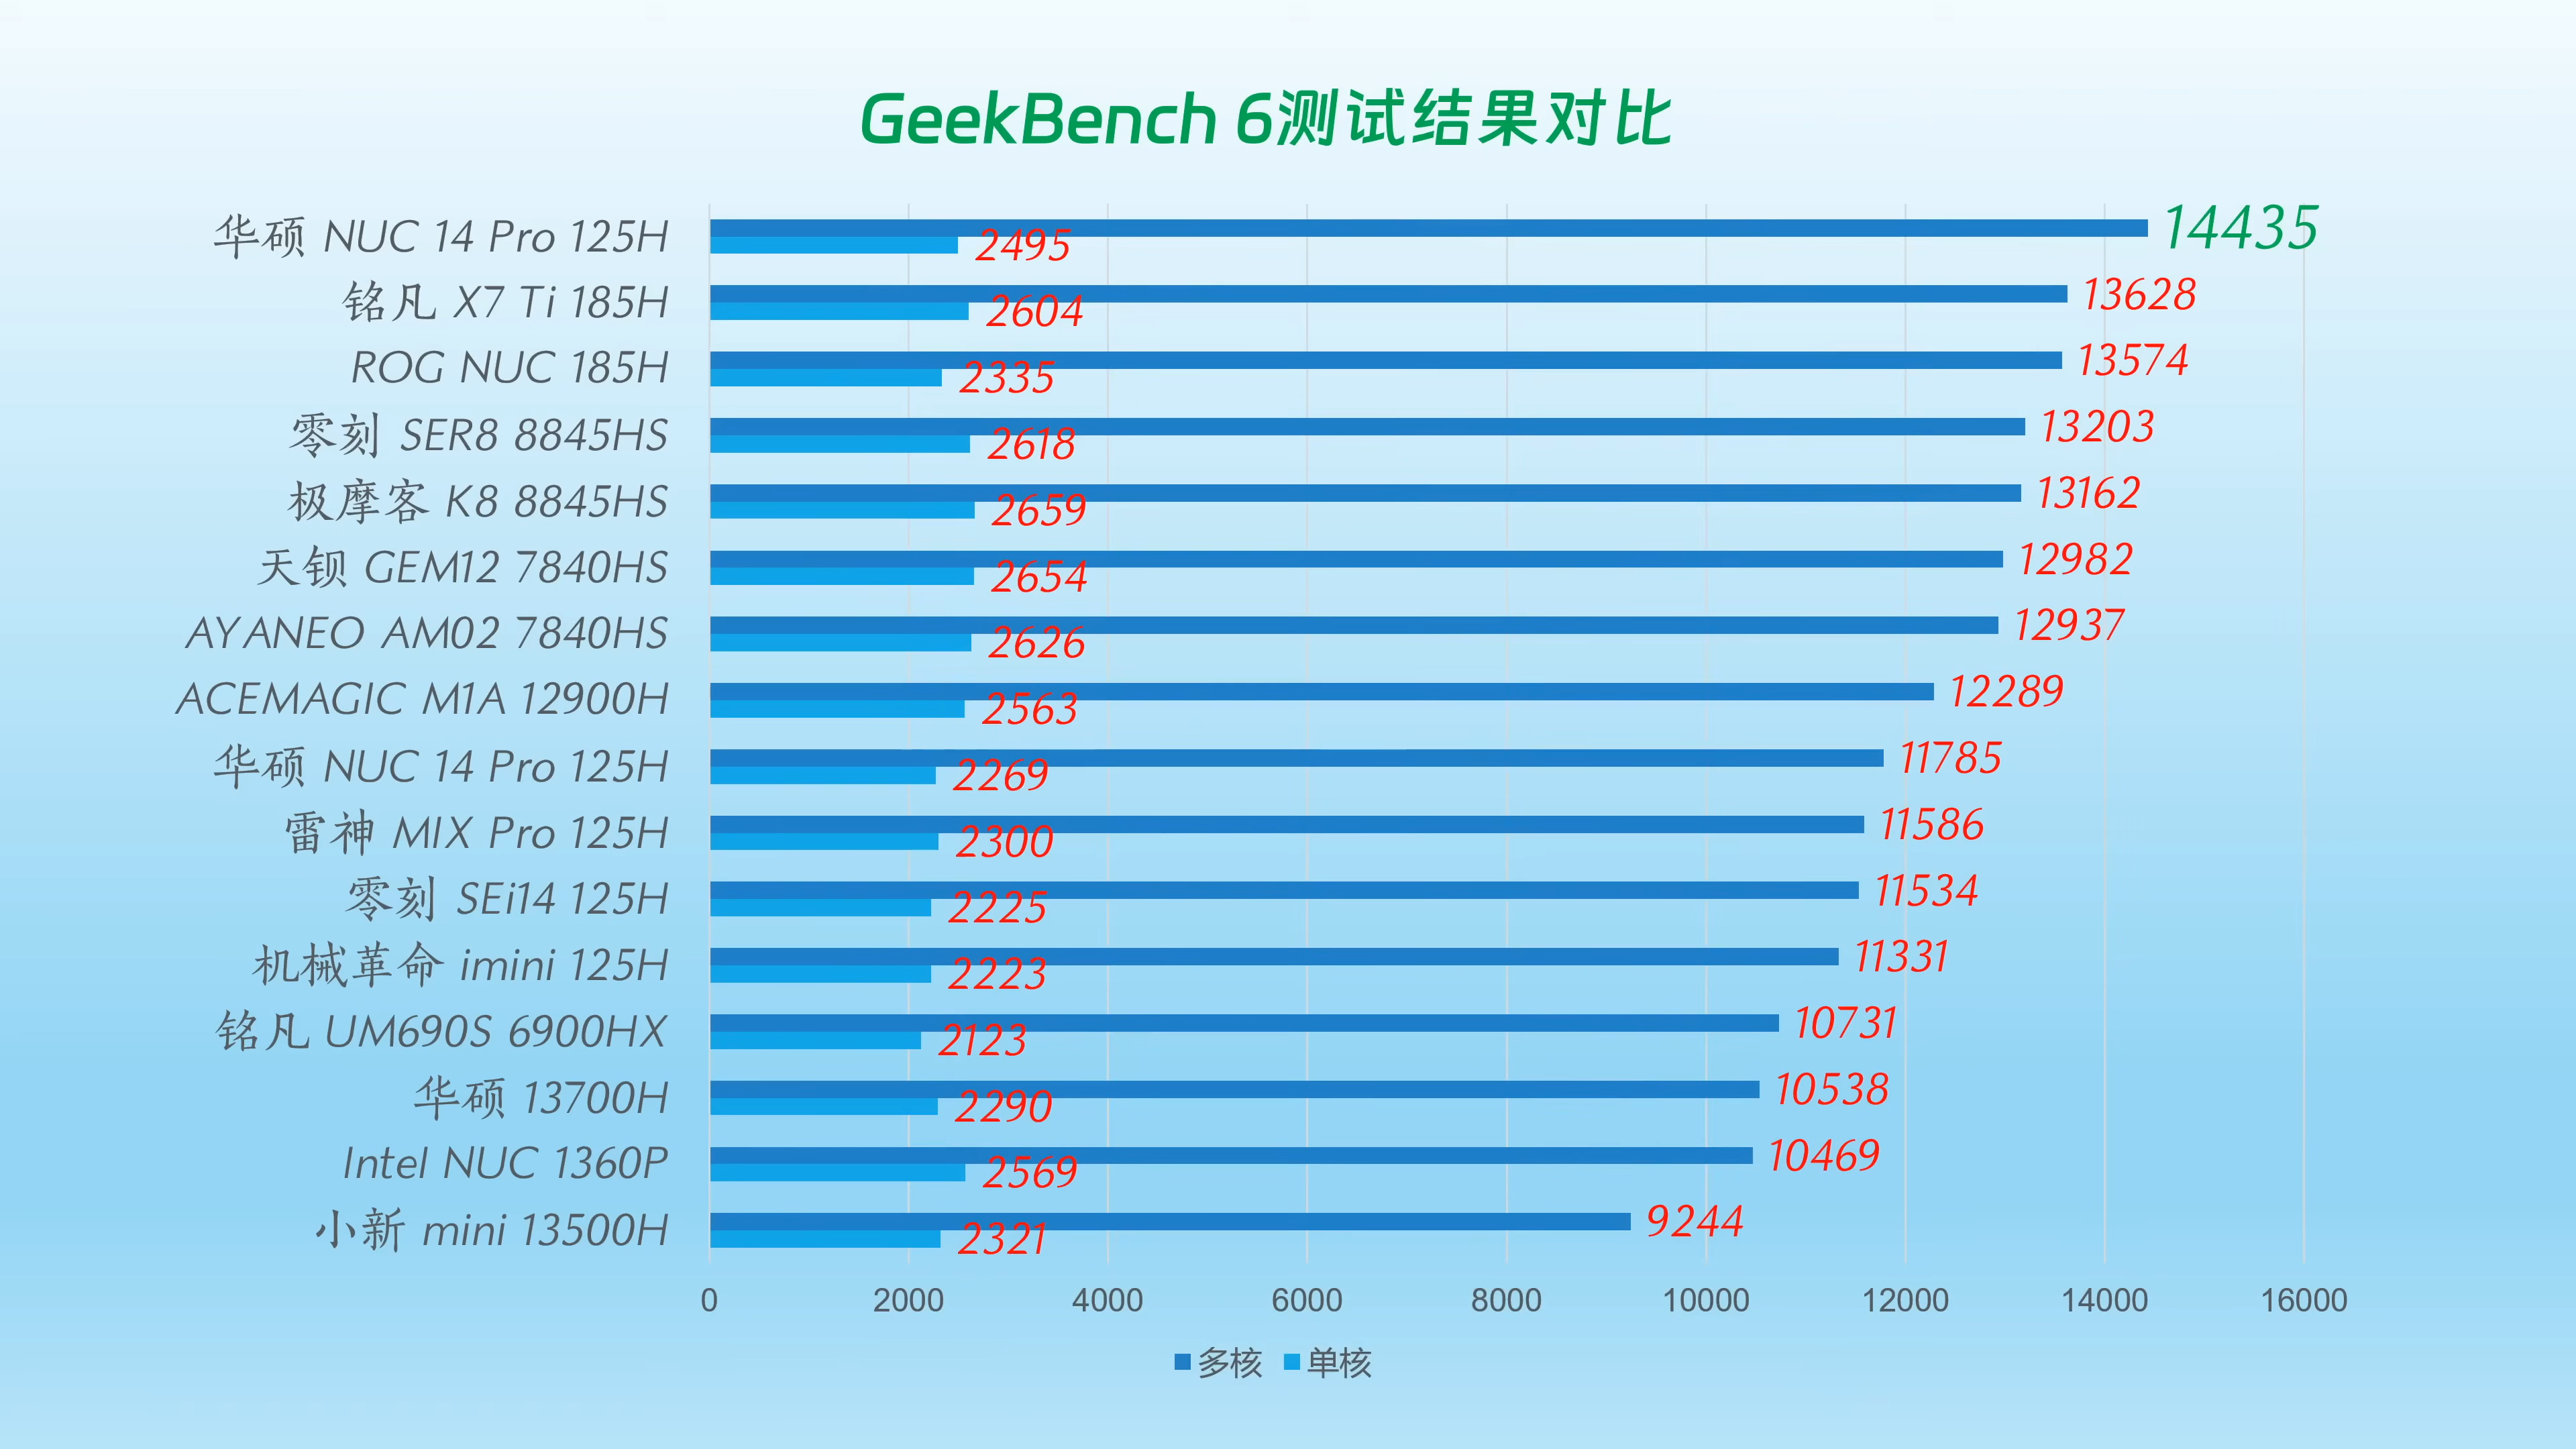 GeekBench 6测试结果对比
华硕 NUC 14 Pro 125H
14435
2495
铭凡 X7 Ti 185H
13628
2604
ROG NUC 185H
13574
2335
零刻 SER8 8845HS
13203
2618
极摩客 K8 8845HS
13162
2659
天钡 GEM12 7840HS
12982
2654
AYANEO AM02 7840HS
12937
2626
ACEMAGIC M1A 12900H
12289
2563
华硕 NUC 14 Pro 125H
11785
2269
雷神 MIX Pro 125H
11586
2300
零刻 SEi14 125H
11534
2225
机械革命 imini 125H
11331
2223
铭凡 UM690S 6900HX
10731
2123
华硕 13700H
10538
2290
Intel NUC 1360P
10469
2569
小新 mini 13500H
9244
2321
0 2000 4000 6000 8000 10000 12000 14000 16000
多核 单核